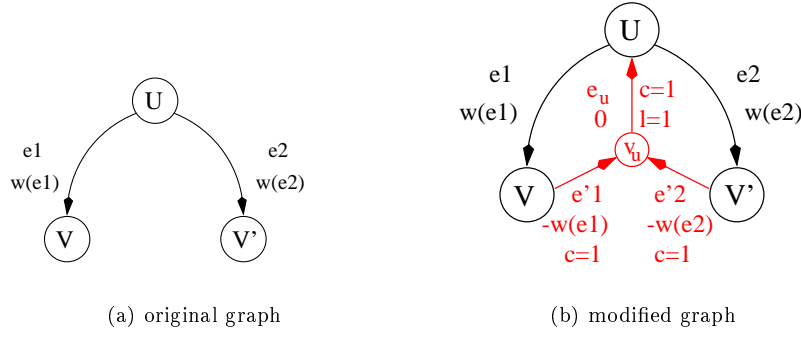 U
e1
w(e1)
e2
w(e2)
V
V'
(a) original graph
U
e1
w(e1)
e2
w(e2)
e_u
0
c=1
l=1
v_u
V
V'
e'1
-w(e1)
c=1
e'2
-w(e2)
c=1
(b) modified graph